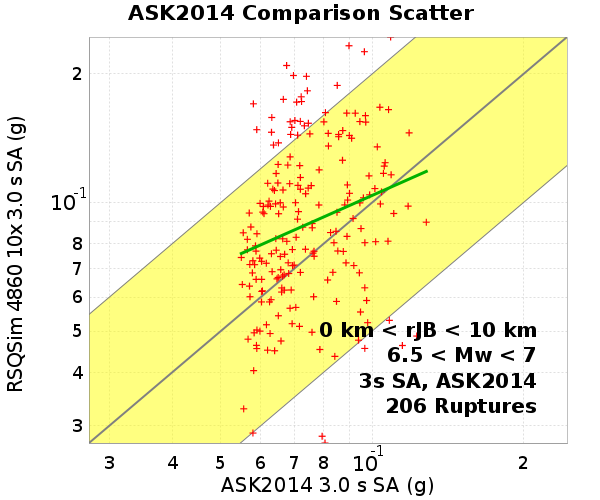 ASK2014 Comparison Scatter
RSQSim 4860 10x 3.0 s SA (g)
2
10-1
8
7
6
5
4
3
0 km < rJB < 10 km
6.5 < Mw < 7
3s SA, ASK2014
206 Ruptures
3 4 5 6 7 8 10-1 2
ASK2014 3.0 s SA (g)